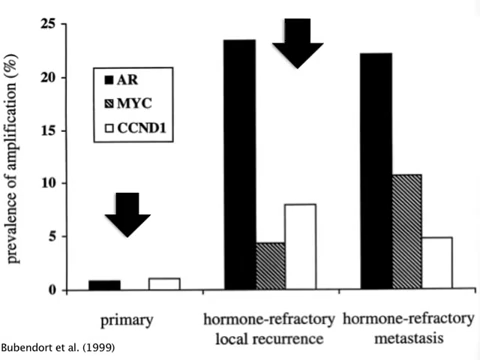 prevalence of amplification (%)
25
20
15
10
5
0
AR
MYC
CCND1
primary
hormone-refractory
local recurrence
hormone-refractory
metastasis
Bubendort et al. (1999)